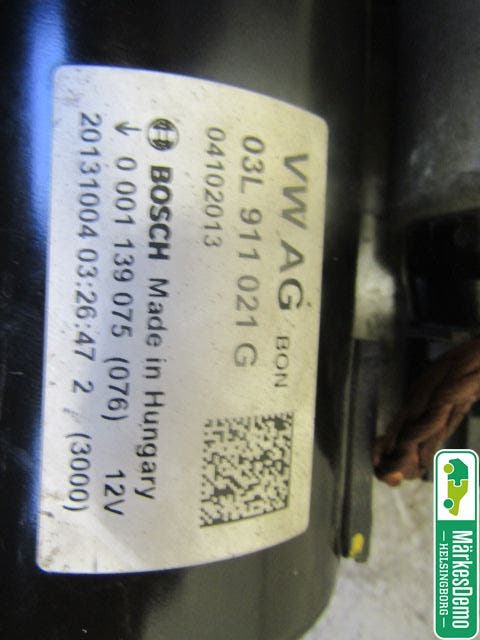 VW AG BON
03L 911 021 G
04102013
BOSCH Made in Hungary
↓ 0 001 139 075 (076) 12V
20131004 03:26:47 2 (3000)
MärkesDemo
HELSINGBORG